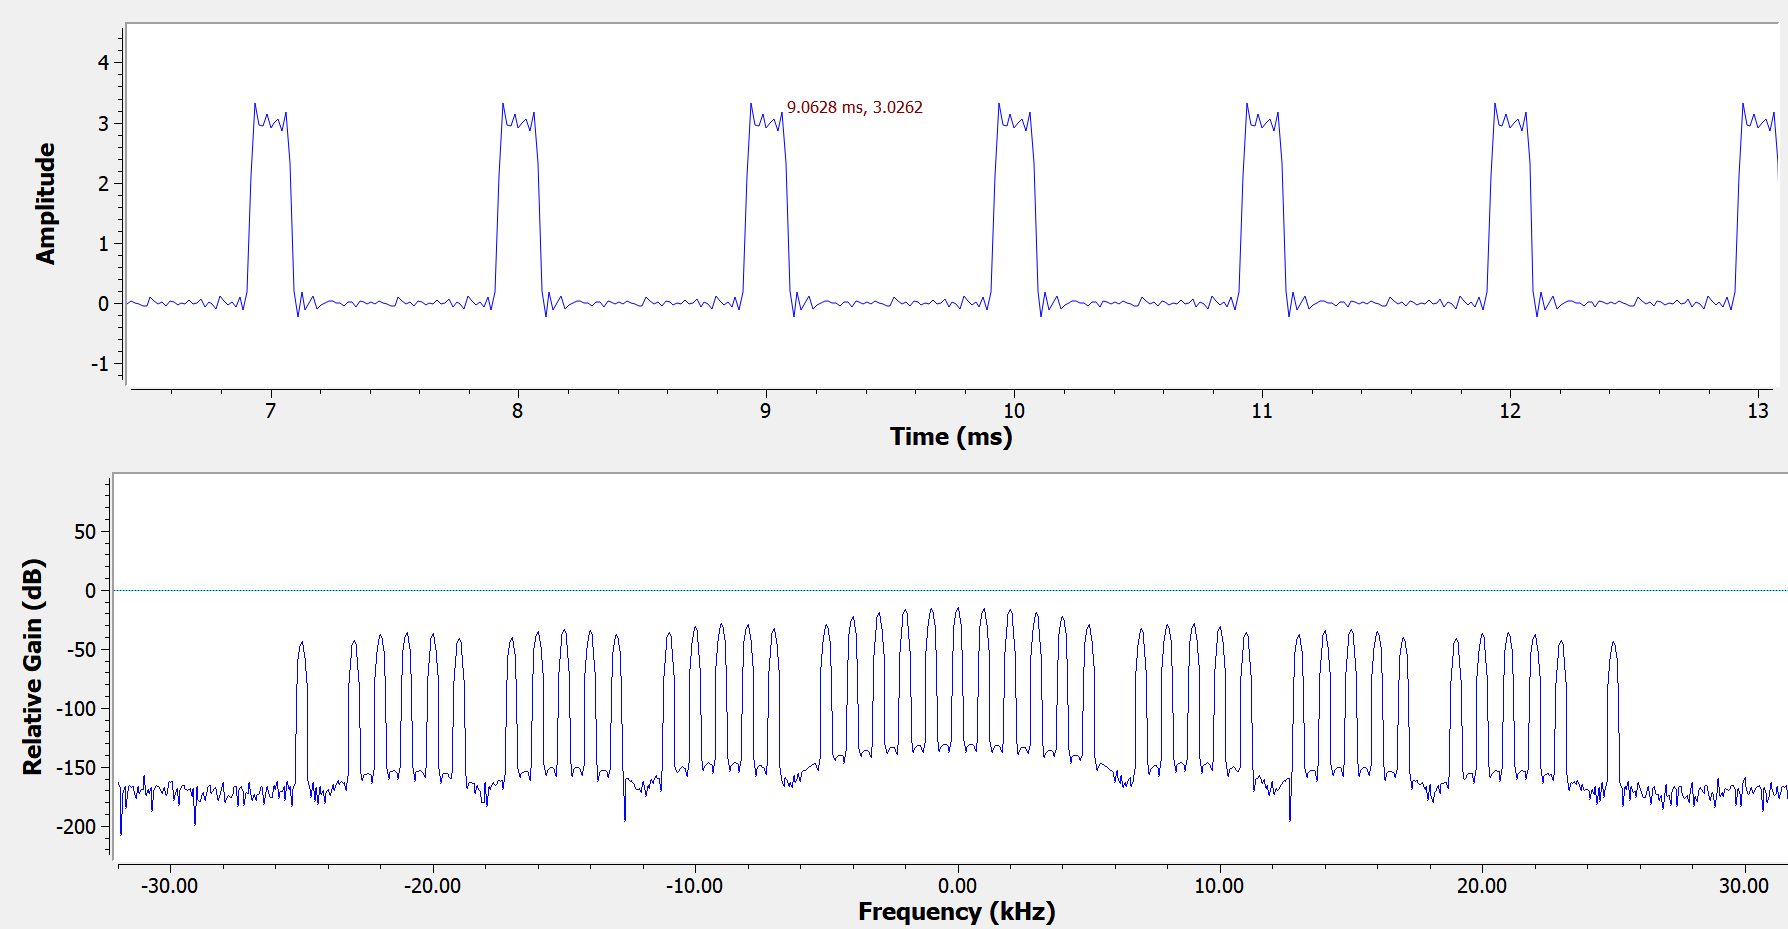 4
3
2
1
0
-1
Amplitude
9.0628 ms, 3.0262
7 8 9 10 11 12 13
Time (ms)
50
0
-50
-100
-150
-200
Relative Gain (dB)
-30.00 -20.00 -10.00 0.00 10.00 20.00 30.00
Frequency (kHz)